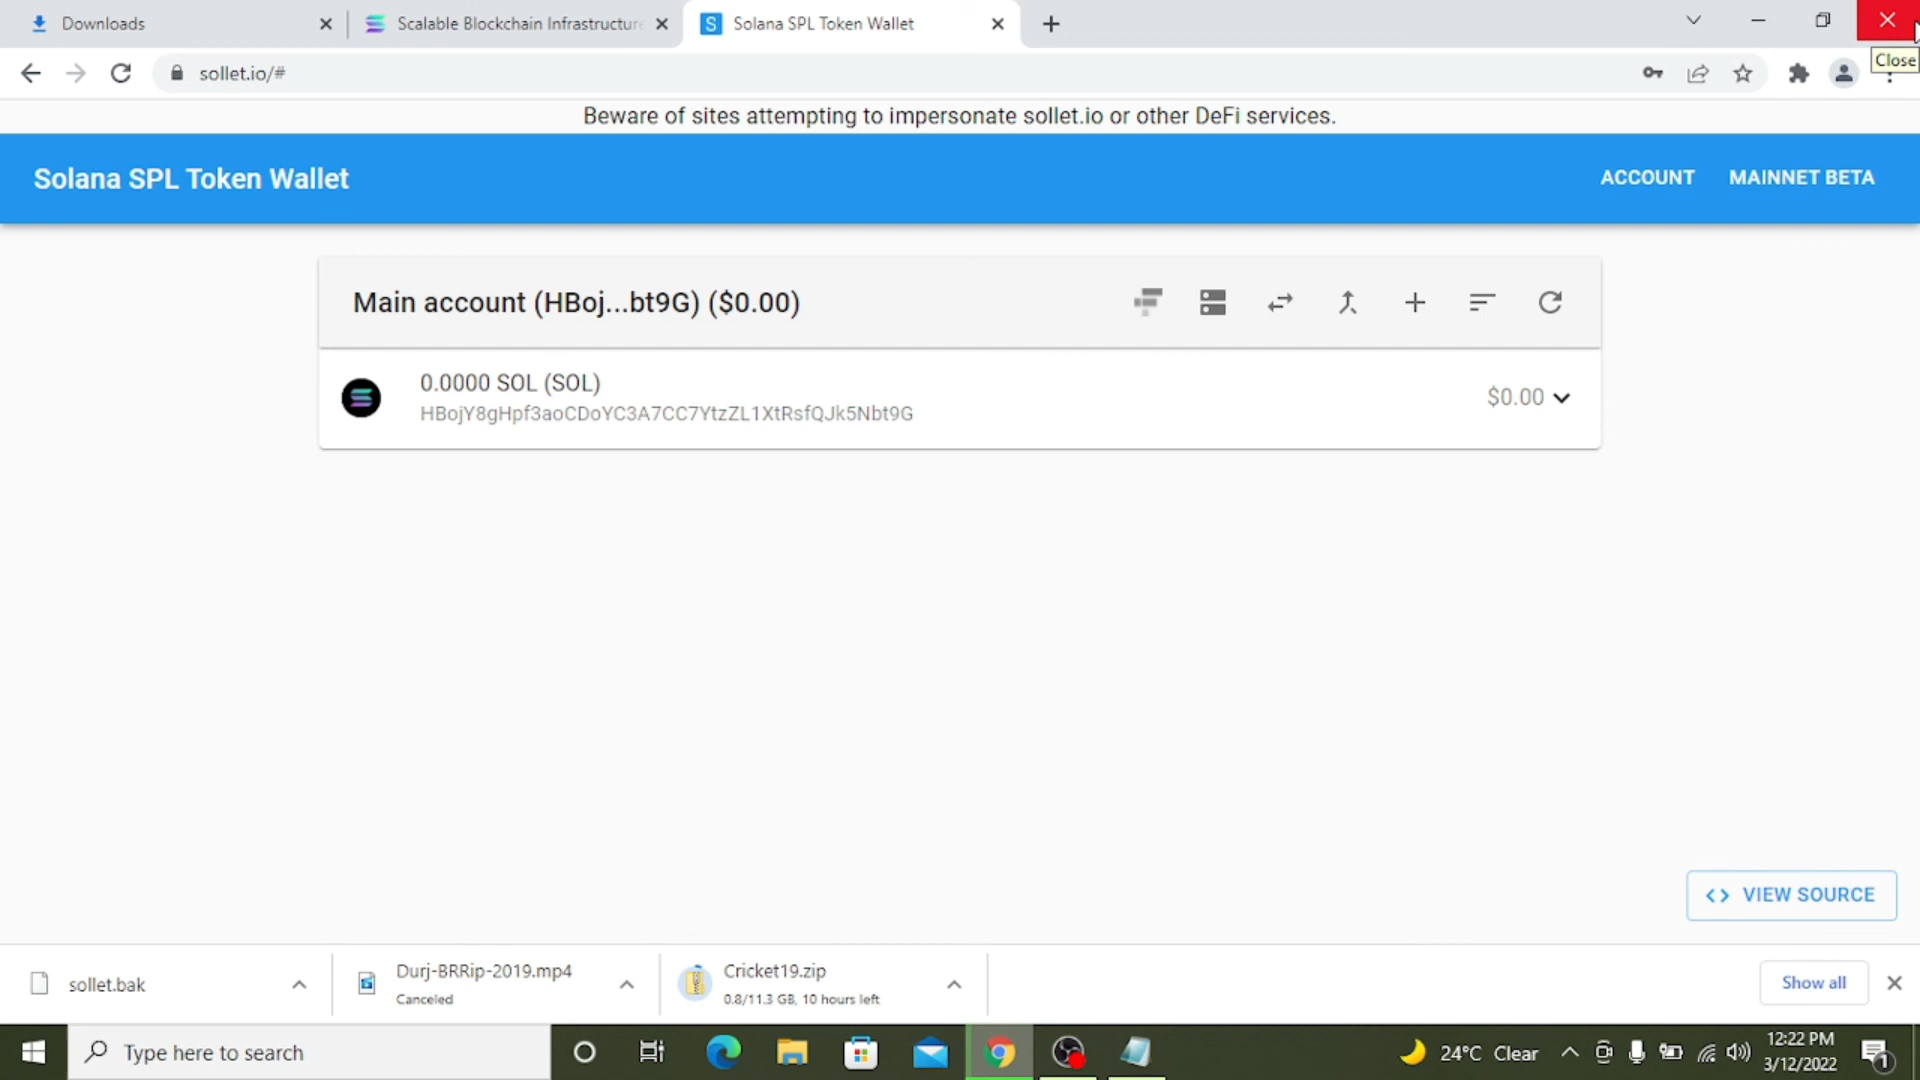 Downloads
Scalable Blockchain Infrastructure
S Solana SPL Token Wallet
sollet.io/#
Close
Beware of sites attempting to impersonate sollet.io or other DeFi services.
Solana SPL Token Wallet
ACCOUNT
MAINNET BETA
Main account (HBoj...bt9G) ($0.00)
0.0000 SOL (SOL)
HBojY8gHpf3aoCDoYC3A7CC7YtzZL1XtRsfQJk5Nbt9G
$0.00
<> VIEW SOURCE
sollet.bak
Durj-BRRip-2019.mp4
Canceled
Cricket19.zip
0.8/11.3 GB, 10 hours left
Show all
Type here to search
24°C Clear
12:22 PM
3/12/2022
1